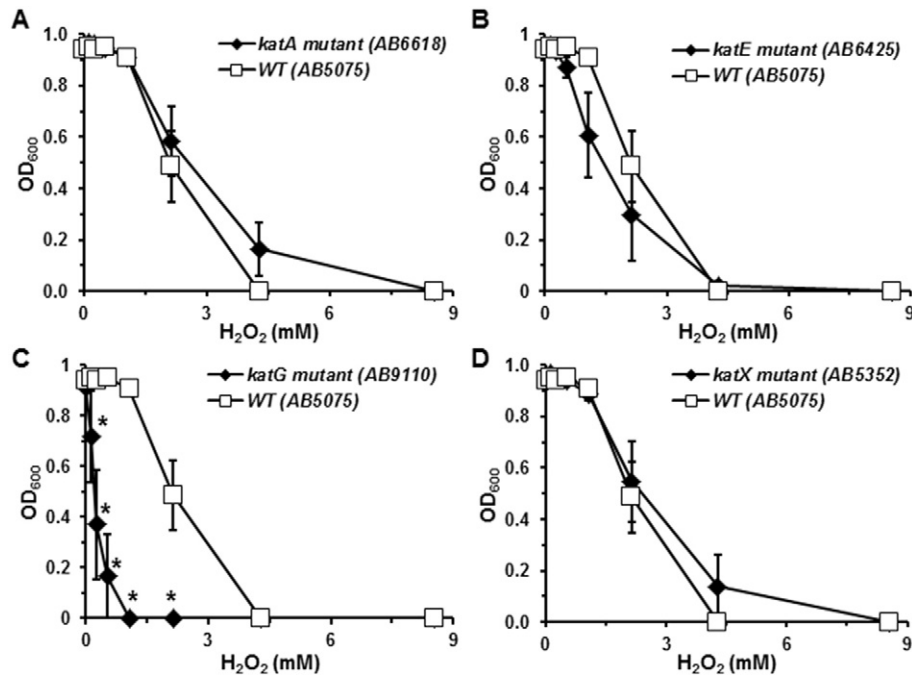 A
katA mutant (AB6618)
WT (AB5075)
1.0
0.8
0.6
0.4
0.2
0.0
OD600
0 3 6 9
H2O2 (mM)
B
katE mutant (AB6425)
WT (AB5075)
1.0
0.8
0.6
0.4
0.2
0.0
OD600
0 3 6 9
H2O2 (mM)
C
katG mutant (AB9110)
WT (AB5075)
1
0.8
0.6
0.4
0.2
0
OD600
* * * * *
0 3 6 9
H2O2 (mM)
D
katX mutant (AB5352)
WT (AB5075)
1.0
0.8
0.6
0.4
0.2
0.0
OD600
0 3 6 9
H2O2 (mM)